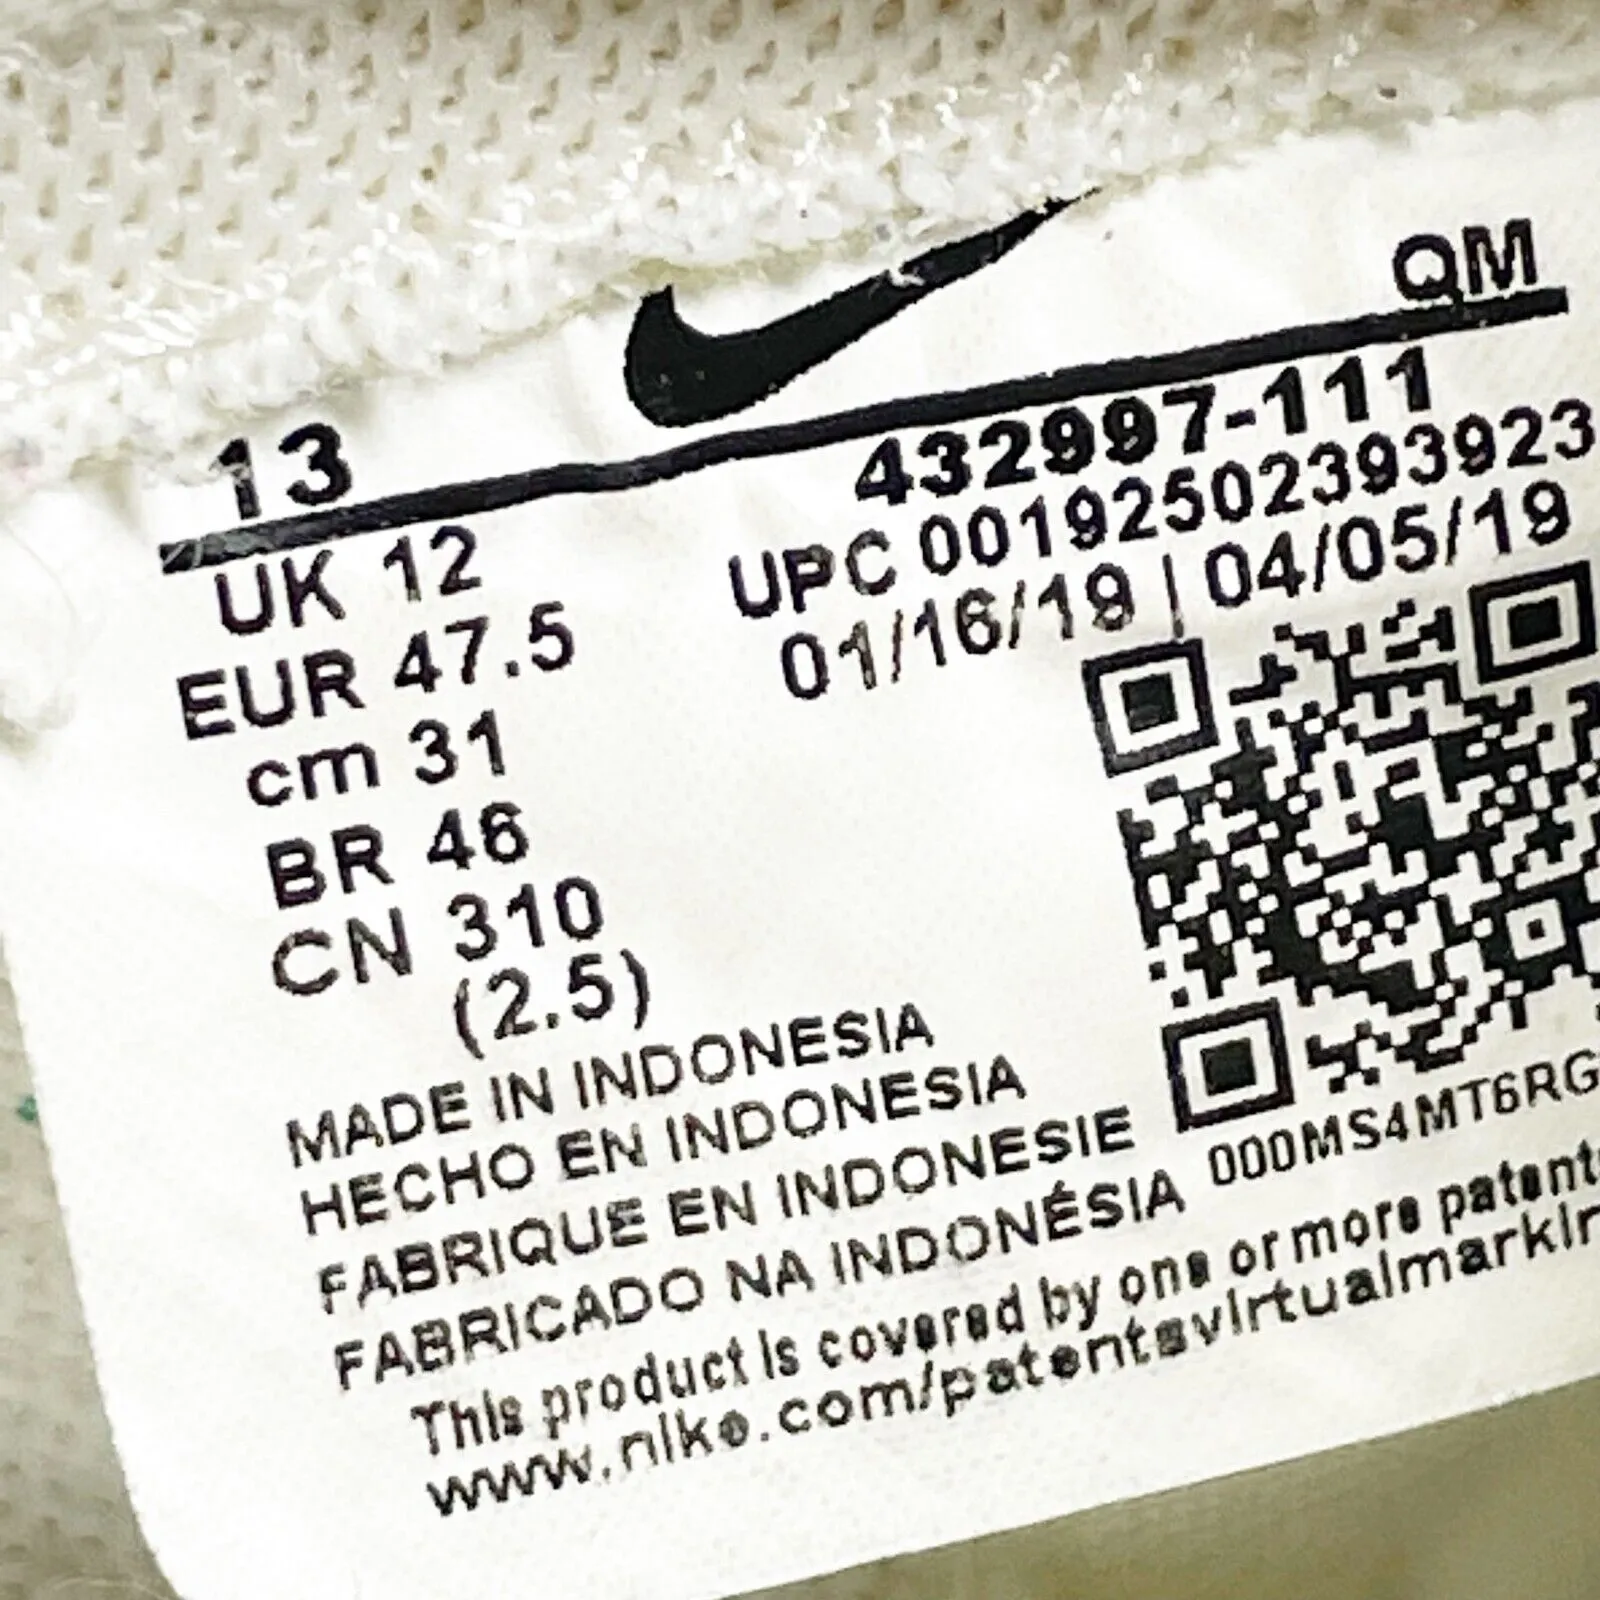 QM
13
432997-111
UK 12
UPC 00192502393923
EUR 47.5
01/16/19 | 04/05/19
cm 31
BR 46
CN 310
(2.5)
MADE IN INDONESIA
HECHO EN INDONESIA
FABRIQUE EN INDONESIE
FABRICADO NA INDONÉSIA
000MS4MT6RG
This product is covered by one or more patents
www.nike.com/patentsvirtualmarkin